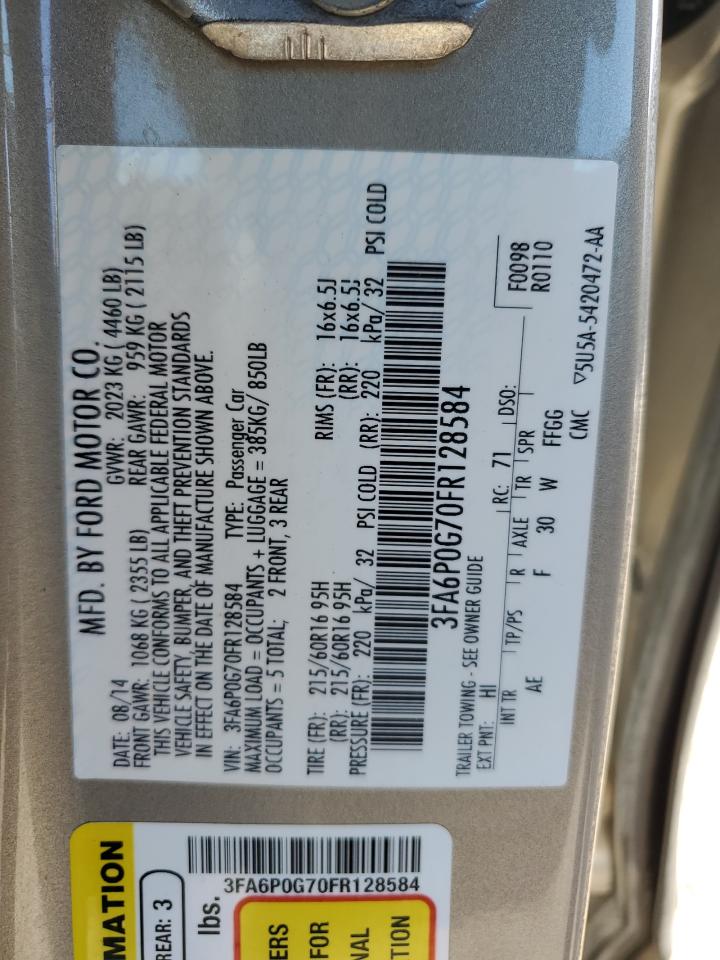 MFD. BY FORD MOTOR CO.
DATE: 08/14 GVWR: 2023 KG ( 4460 LB)
FRONT GAWR: 1068 KG ( 2355 LB) REAR GAWR: 959 KG ( 2115 LB)
THIS VEHICLE CONFORMS TO ALL APPLICABLE FEDERAL MOTOR
VEHICLE SAFETY, BUMPER, AND THEFT PREVENTION STANDARDS
IN EFFECT ON THE DATE OF MANUFACTURE SHOWN ABOVE.
VIN: 3FA6P0G70FR128584 TYPE: Passenger Car
MAXIMUM LOAD = OCCUPANTS + LUGGAGE = 385KG/ 850LB
OCCUPANTS = 5 TOTAL; 2 FRONT, 3 REAR
TIRE (FR): 215/60R16 95H RIMS (FR): 16x6.5J
(RR): 215/60R16 95H (RR): 16x6.5J
PRESSURE (FR): 220 kPa/ 32 PSI COLD (RR): 220 kPa/ 32 PSI COLD
3FA6P0G70FR128584
TRAILER TOWING - SEE OWNER GUIDE
EXT PNT: HI RC: 71 DSO: F0098
R0110
INT TR TP/PS R AXLE TR SPR
AE F 30 W FFGG
CMC ▽5U5A-5420472-AA
MATION
REAR: 3
lbs.
3FA6P0G70FR128584
ERS
FOR
NAL
TION